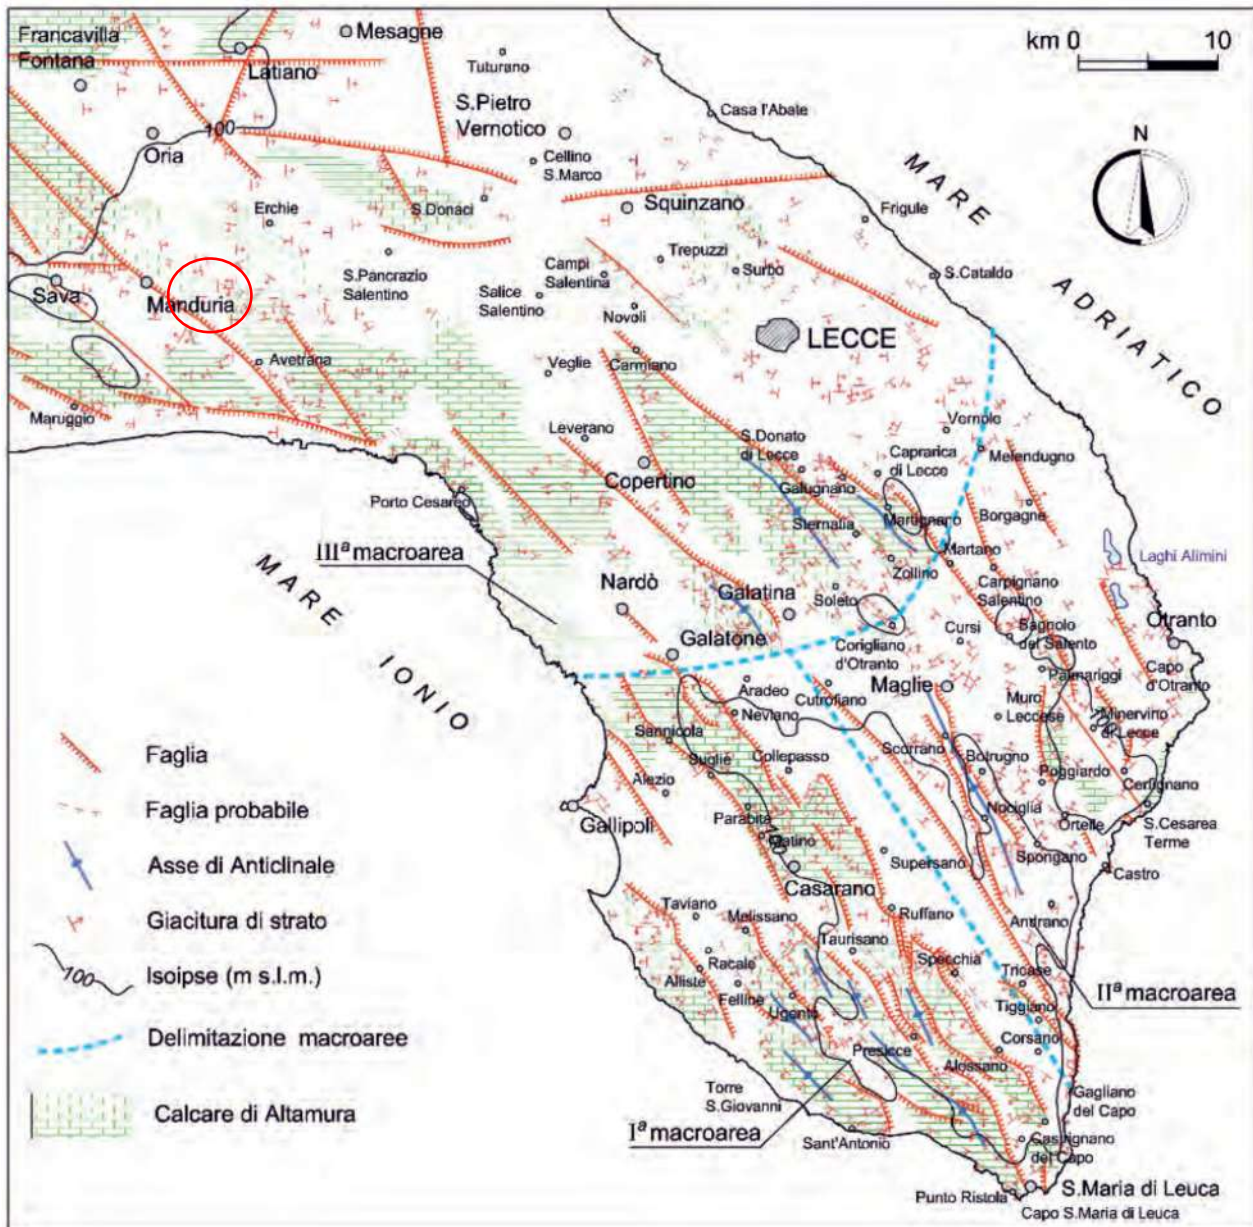 Francavilla
Fontana
Mesagne
Latiano
Tuturano
km 0 10
S.Pietro
Vernotico
Casa l'Abate
100
Oria
Cellino
S.Marco
N
MARE
ADRIATICO
Erchie
S.Donaci
Squinzano
Frigule
Trepuzzi
Surbo
S.Cataldo
S.Pancrazio
Salentino
Campi
Salentina
Salice
Salentino
Sava
Manduria
Novoli
LECCE
Avetrana
Veglie
Carmiano
Maruggio
Leverano
Vernole
S.Donato
di Lecce
Caprarica
di Lecce
Melendugno
Copertino
Galugnano
Porto Cesareo
Sternatia
Martignano
Borgagne
Martano
Laghi Alimini
IIIª macroarea
Zollino
Carpignano
Salentino
MARE
IONIO
Nardò
Galatina
Soleto
Otranto
Galatone
Corigliano
d'Otranto
Cursi
Bagnolo
del Salento
Palmariggi
Capo
d'Otranto
Aradeo
Cutrofiano
Maglie
Muro
Leccese
Neviano
100
Minervino
di Lecce
Sannicola
Collepasso
Scorrano
Botrugno
Suglie
Poggiardo
Cerfignano
Alezio
Nociglia
Gallipoli
Parabita
Ortelle
S.Cesarea
Terme
Matino
Supersano
Spongano
Castro
Casarano
Taviano
Melissano
Ruffano
Andrano
Taurisano
Racale
Specchia
Tricase
Alliste
Felline
Ugento
Tiggiano
IIª macroarea
Presicce
Corsano
Alessano
Torre
S.Giovanni
Gagliano
del Capo
Iª macroarea
Sant'Antonio
Castrignano
del Capo
Punto Ristola
S.Maria di Leuca
Capo S.Maria di Leuca
Faglia
Faglia probabile
Asse di Anticlinale
Giacitura di strato
100
Isoipse (m s.l.m.)
Delimitazione macroaree
Calcare di Altamura